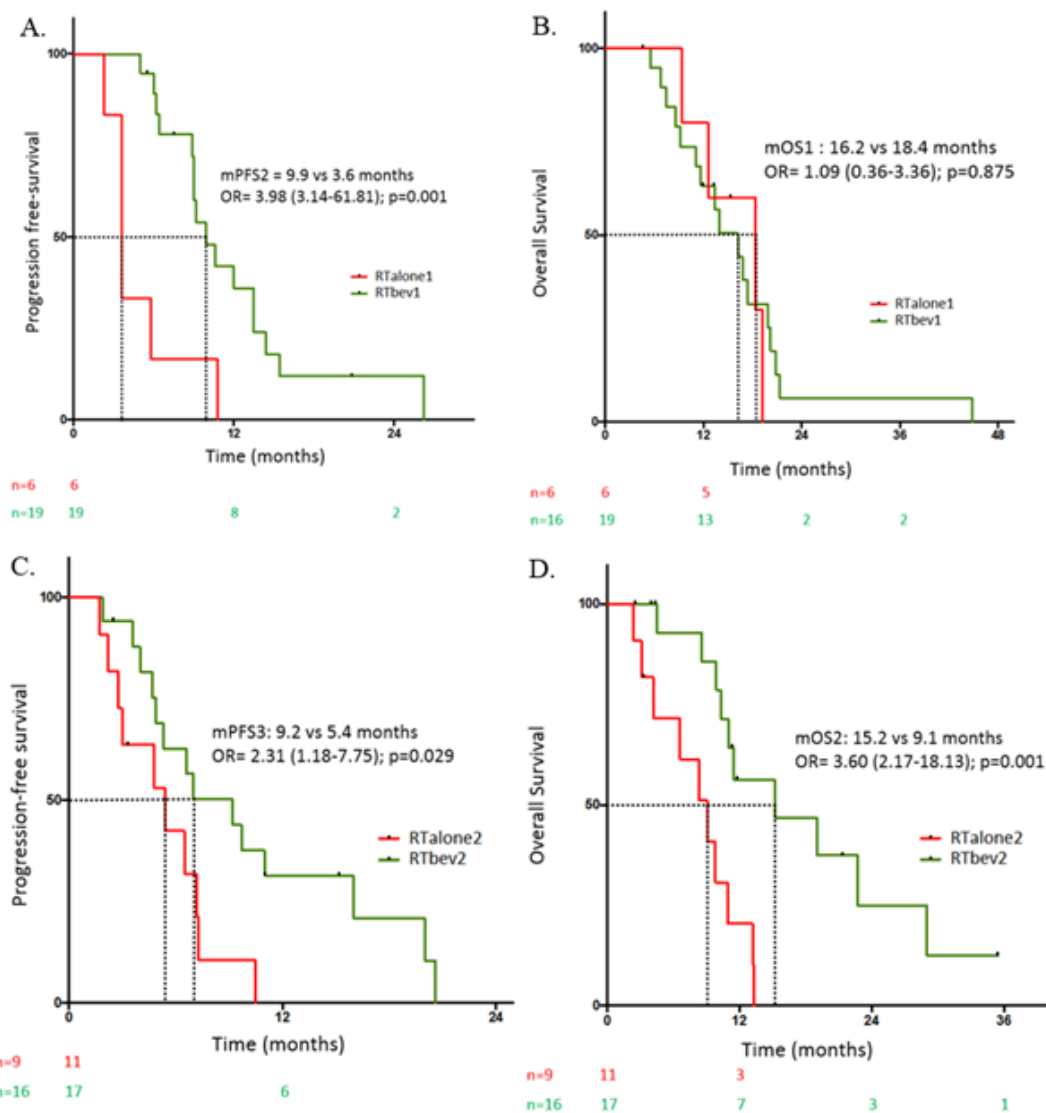 A.
100
50
0
0
12
24
Progression free-survival
mPFS2 = 9.9 vs 3.6 months
OR= 3.98 (3.14-61.81); p=0.001
RTalone1
RTbev1
Time (months)
n=6 6
n=19 19 8 2
B.
100
50
0
0
12
24
36
48
Overall Survival
mOS1 : 16.2 vs 18.4 months
OR= 1.09 (0.36-3.36); p=0.875
RTalone1
RTbev1
Time (months)
n=6 6 5
n=16 19 13 2 2
C.
100
50
0
0
12
24
Progression-free survival
mPFS3: 9.2 vs 5.4 months
OR= 2.31 (1.18-7.75); p=0.029
RTalone2
RTbev2
Time (months)
n=9 11
n=16 17 6
D.
100
50
0
0
12
24
36
Overall Survival
mOS2: 15.2 vs 9.1 months
OR= 3.60 (2.17-18.13); p=0.001
RTalone2
RTbev2
Time (months)
n=9 11 3
n=16 17 7 3 1